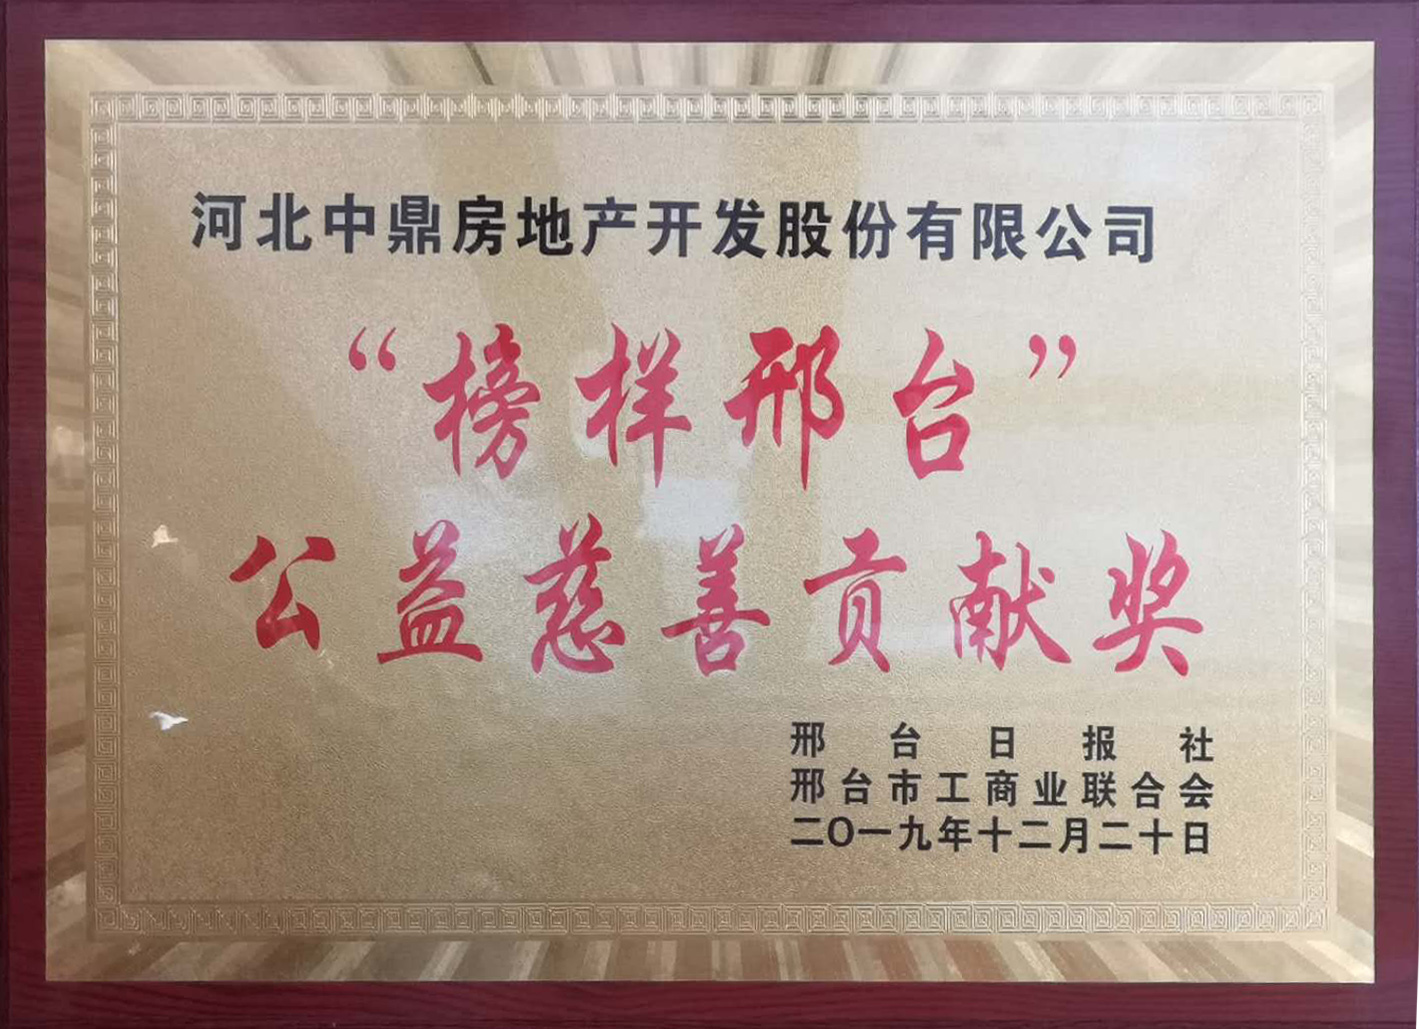 河北中鼎房地产开发股份有限公司
“榜样邢台”
公益慈善贡献奖
邢台日报社
邢台市工商业联合会
二〇一九年十二月二十日